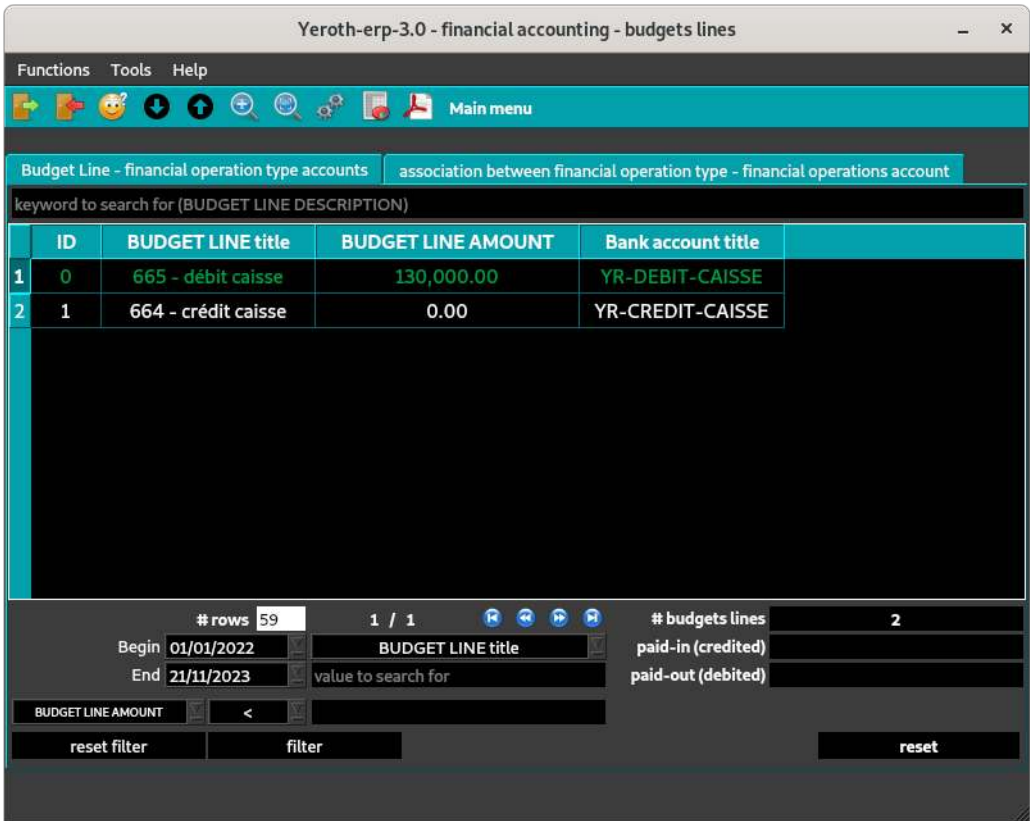 Yeroth-erp-3.0 - financial accounting - budgets lines
Functions Tools Help
Main menu
Budget Line - financial operation type accounts
association between financial operation type - financial operations account
keyword to search for (BUDGET LINE DESCRIPTION)
ID BUDGET LINE title BUDGET LINE AMOUNT Bank account title
1 0 665 - débit caisse 130,000.00 YR-DEBIT-CAISSE
2 1 664 - crédit caisse 0.00 YR-CREDIT-CAISSE
# rows 59 1 / 1 # budgets lines 2
Begin 01/01/2022 BUDGET LINE title paid-in (credited)
End 21/11/2023 value to search for paid-out (debited)
BUDGET LINE AMOUNT <
reset filter filter reset